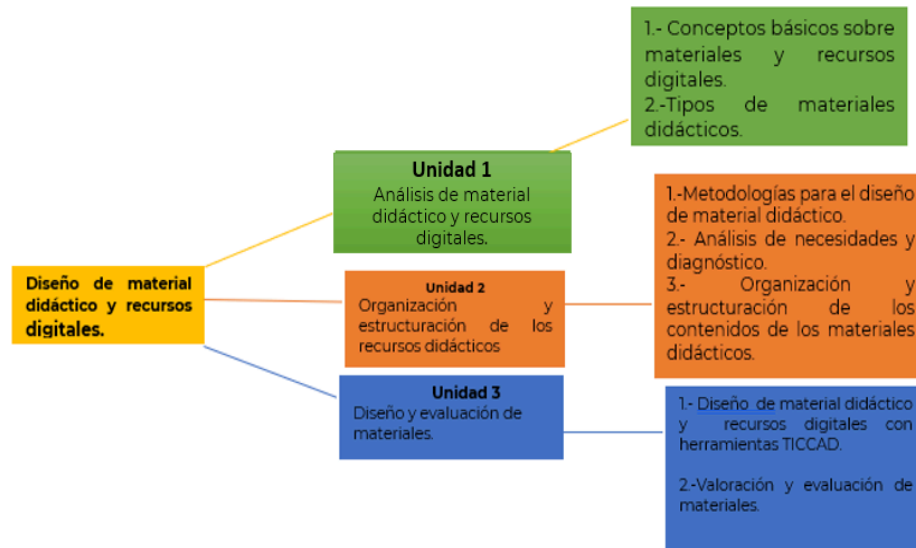 Diseño de material
didáctico y recursos
digitales.
Unidad 1
Análisis de material
didáctico y recursos
digitales.
1.- Conceptos básicos sobre
materiales y recursos
digitales.
2.-Tipos de materiales
didácticos.
Unidad 2
Organización y
estructuración de los
recursos didácticos
1.-Metodologías para el diseño
de material didáctico.
2.- Análisis de necesidades y
diagnóstico.
3.- Organización y
estructuración de los
contenidos de los materiales
didácticos.
Unidad 3
Diseño y evaluación de
materiales.
1.- Diseño de material didáctico
y recursos digitales con
herramientas TICCAD.
2.-Valoración y evaluación de
materiales.